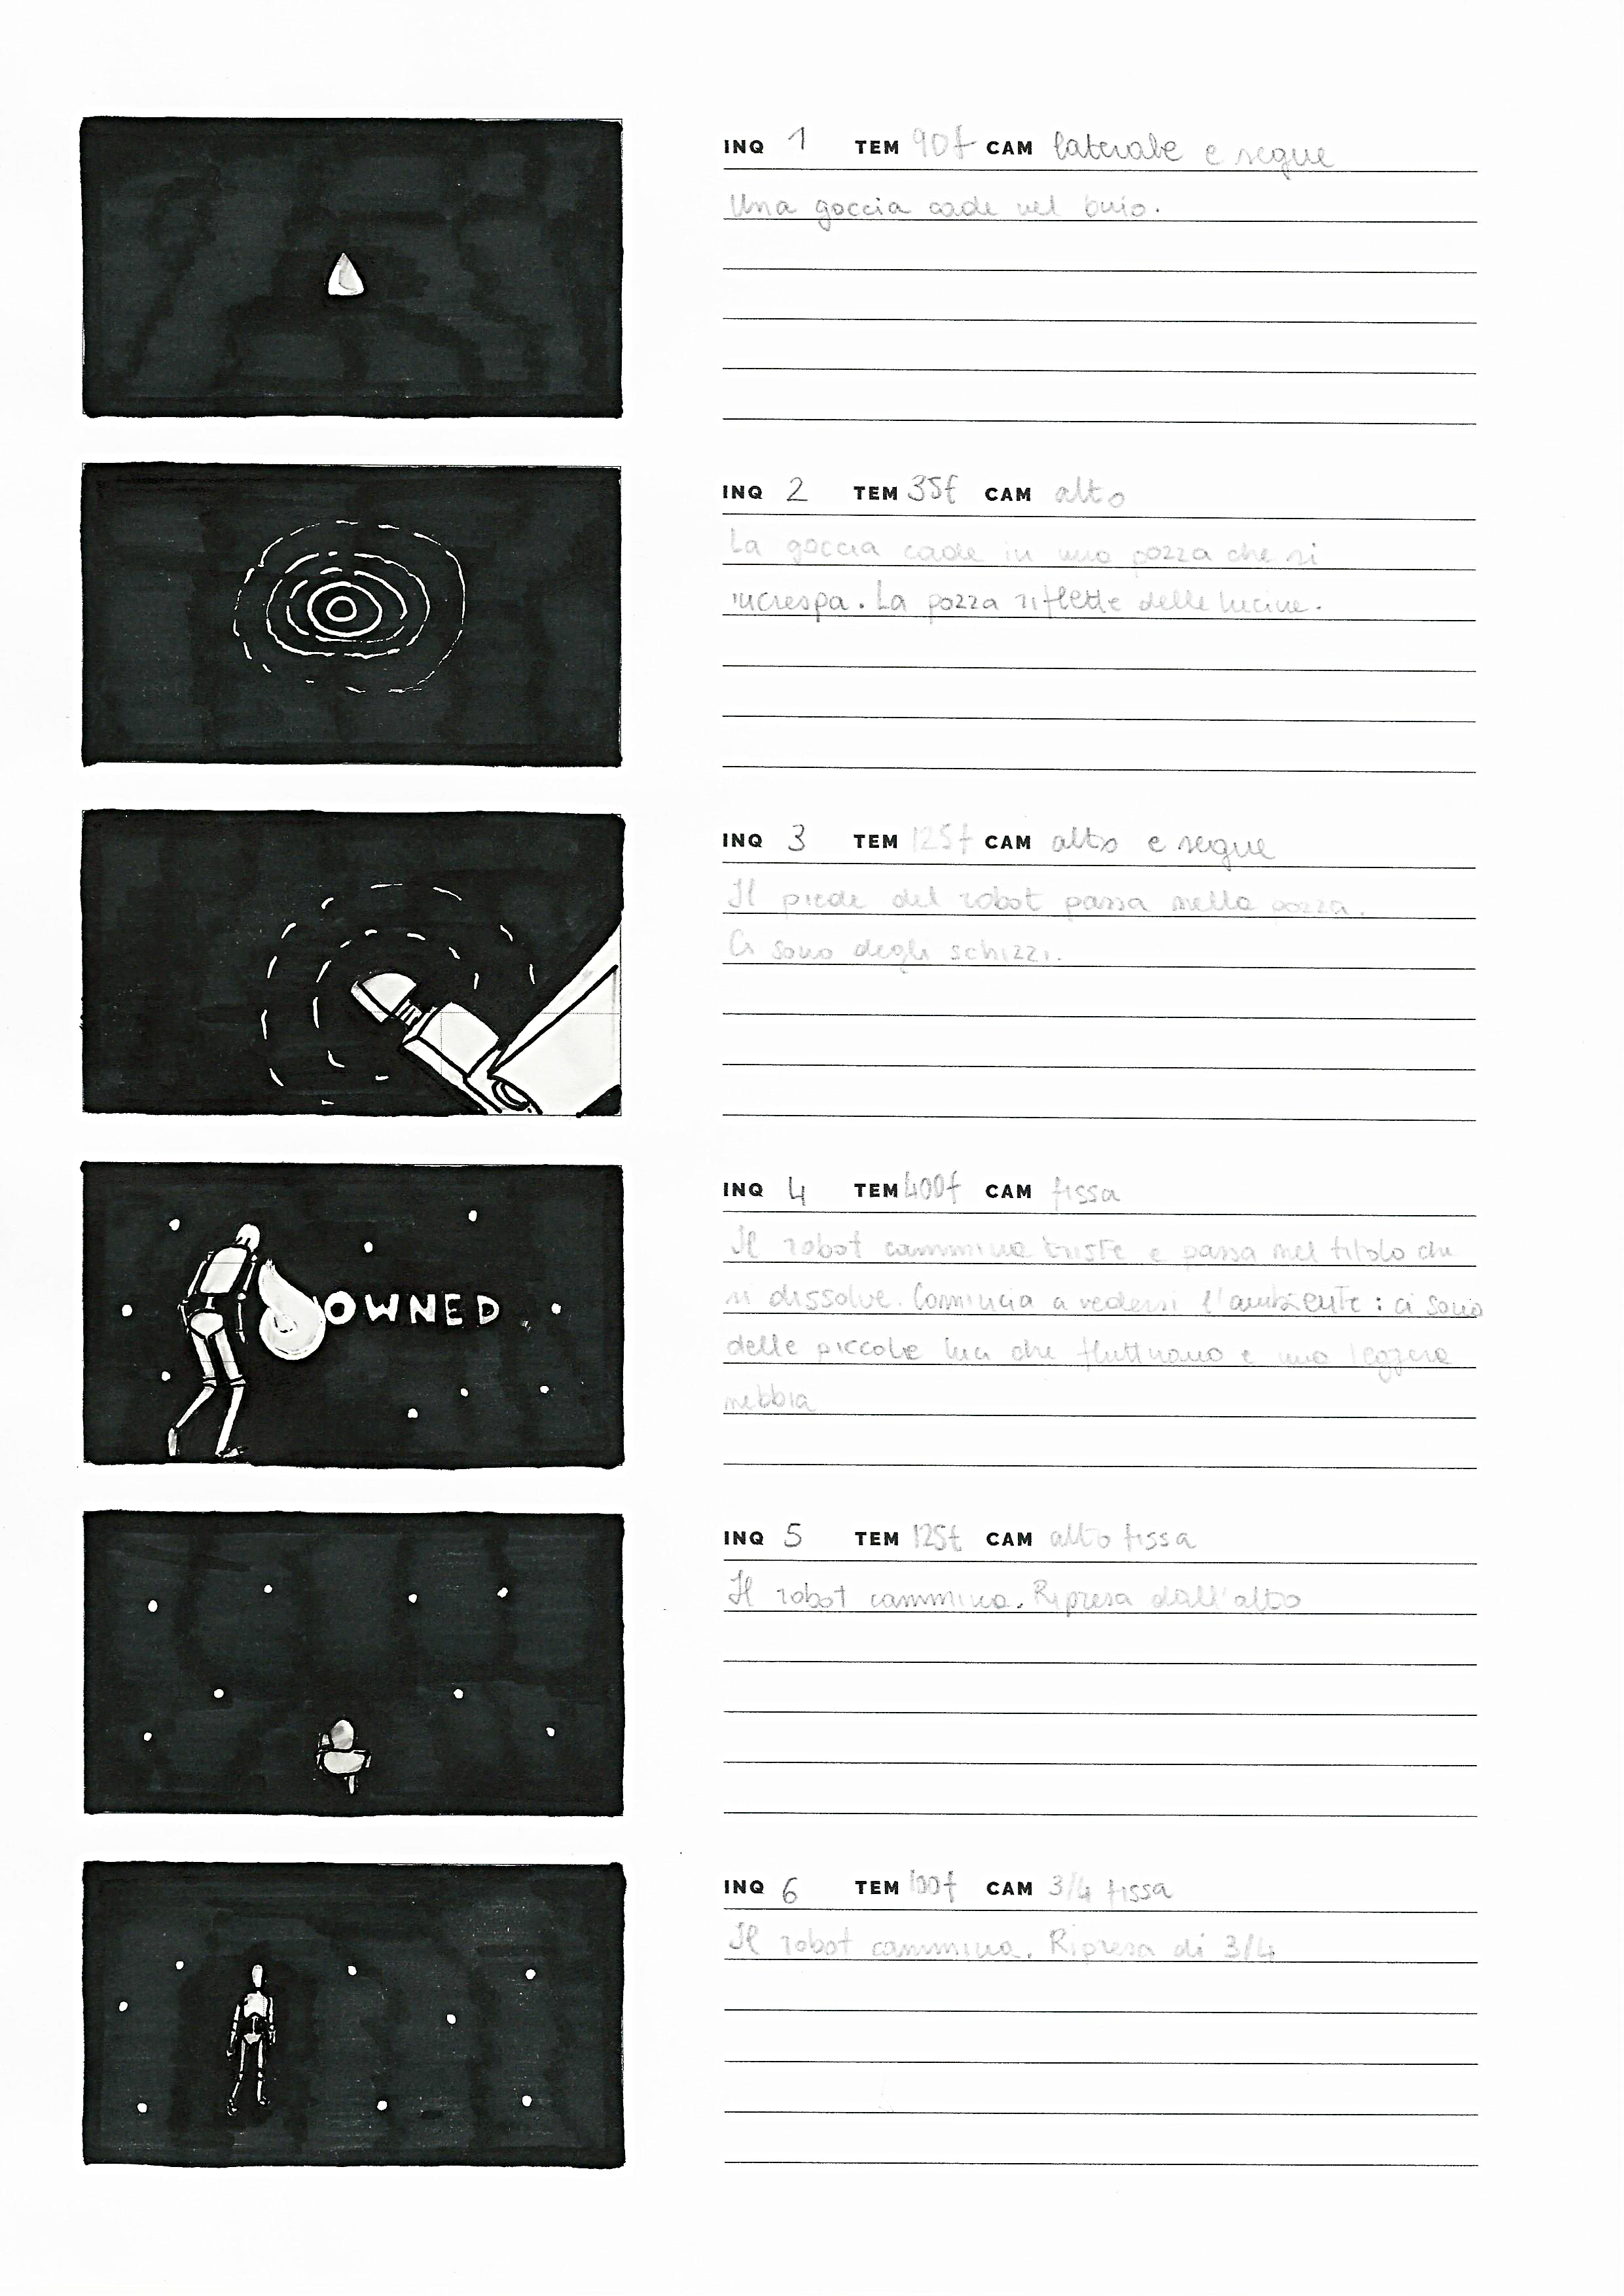 INQ 1 TEM 90f CAM laterale e segue
Una goccia cade nel buio.
INQ 2 TEM 35f CAM alto
La goccia cade in una pozza che si
increspa. La pozza riflette delle lucine.
INQ 3 TEM 125f CAM alto e segue
Il piede del robot passa nella pozza.
Ci sono degli schizzi.
OWNED
INQ 4 TEM 400f CAM fissa
Il robot cammina triste e passa nel titolo che
si dissolve. Comincia a vedersi l'ambiente: ci sono
delle piccole luci che fluttuano e una leggera
nebbia
INQ 5 TEM 125f CAM alto fissa
Il robot cammina. Ripresa dall'alto
INQ 6 TEM 100f CAM 3/4 fissa
Il robot cammina. Ripresa di 3/4